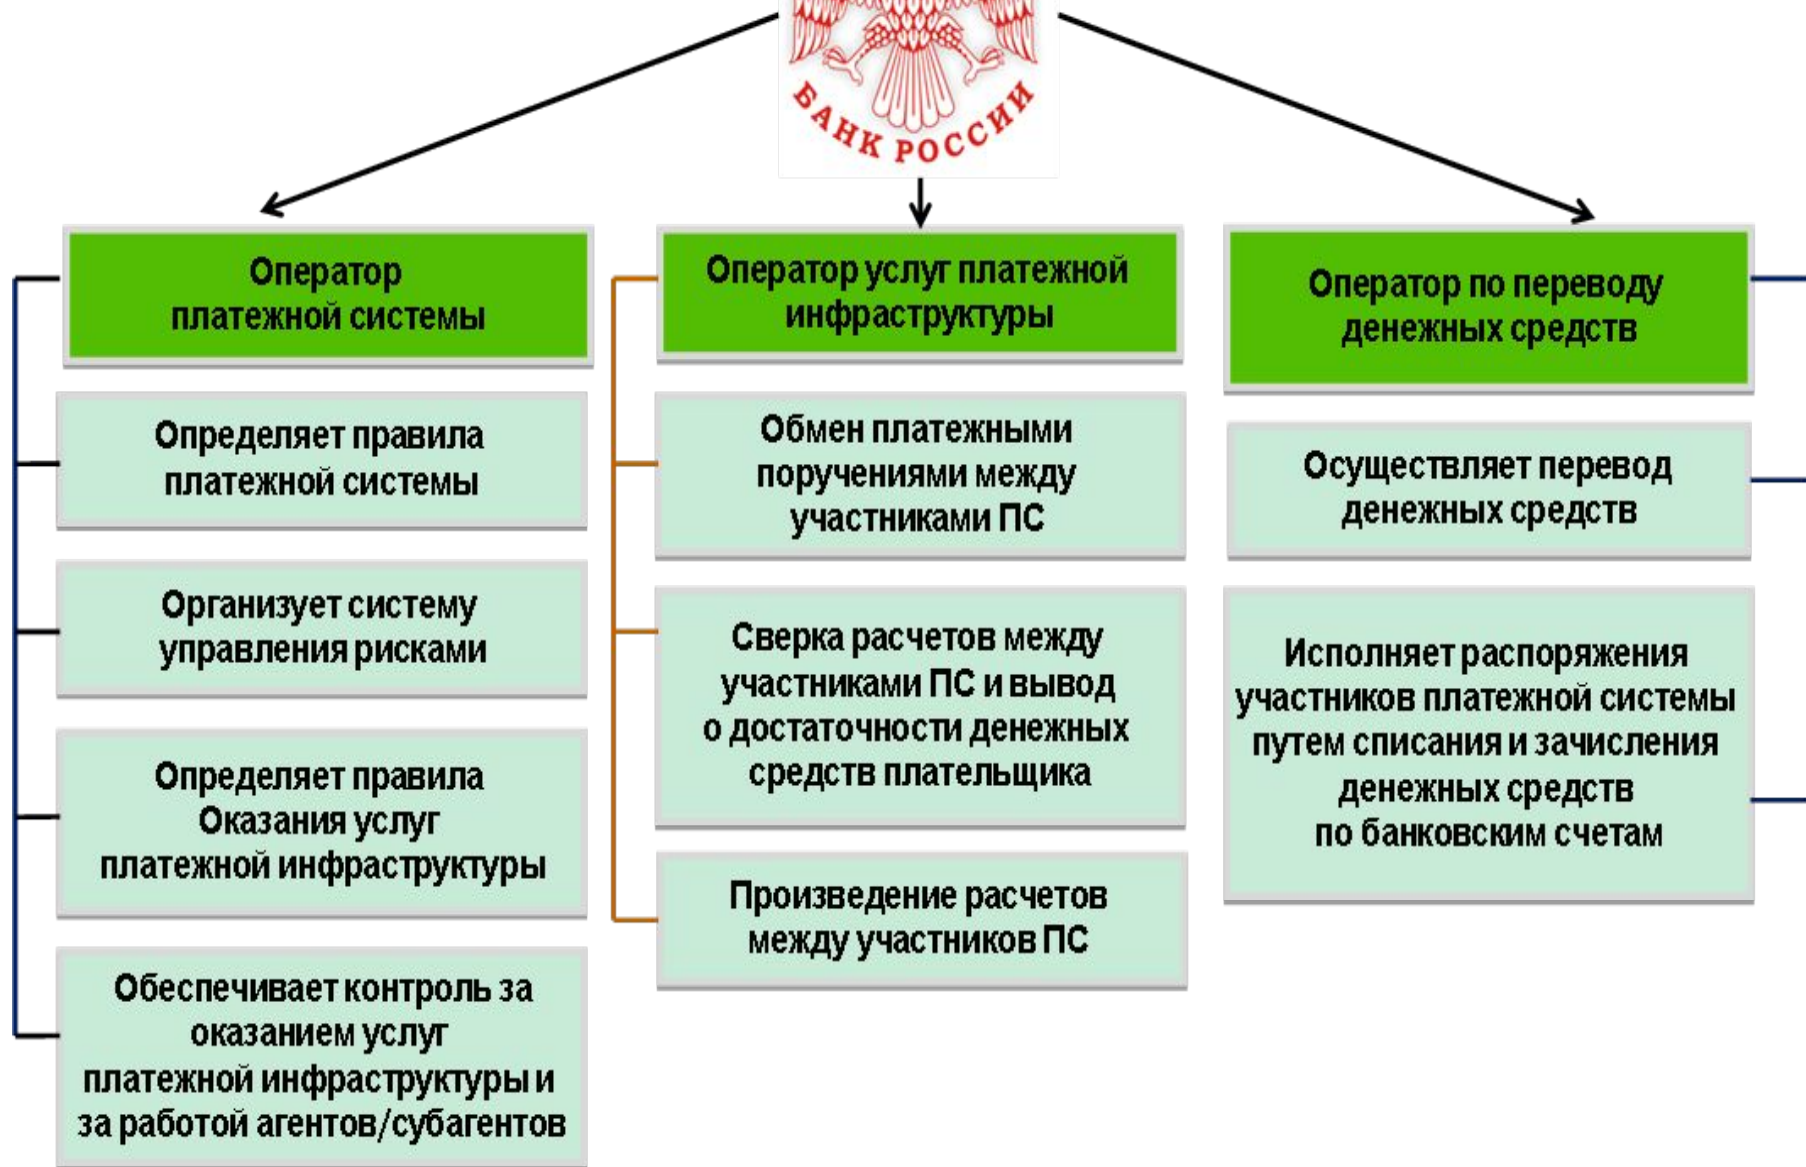 БАНК РОССИИ
Оператор
платежной системы
Определяет правила
платежной системы
Организует систему
управления рисками
Определяет правила
Оказания услуг
платежной инфраструктуры
Обеспечивает контроль за
оказанием услуг
платежной инфраструктуры и
за работой агентов/субагентов
Оператор услуг платежной
инфраструктуры
Обмен платежными
поручениями между
участниками ПС
Сверка расчетов между
участниками ПС и вывод
о достаточности денежных
средств плательщика
Произведение расчетов
между участников ПС
Оператор по переводу
денежных средств
Осуществляет перевод
денежных средств
Исполняет распоряжения
участников платежной системы
путем списания и зачисления
денежных средств
по банковским счетам